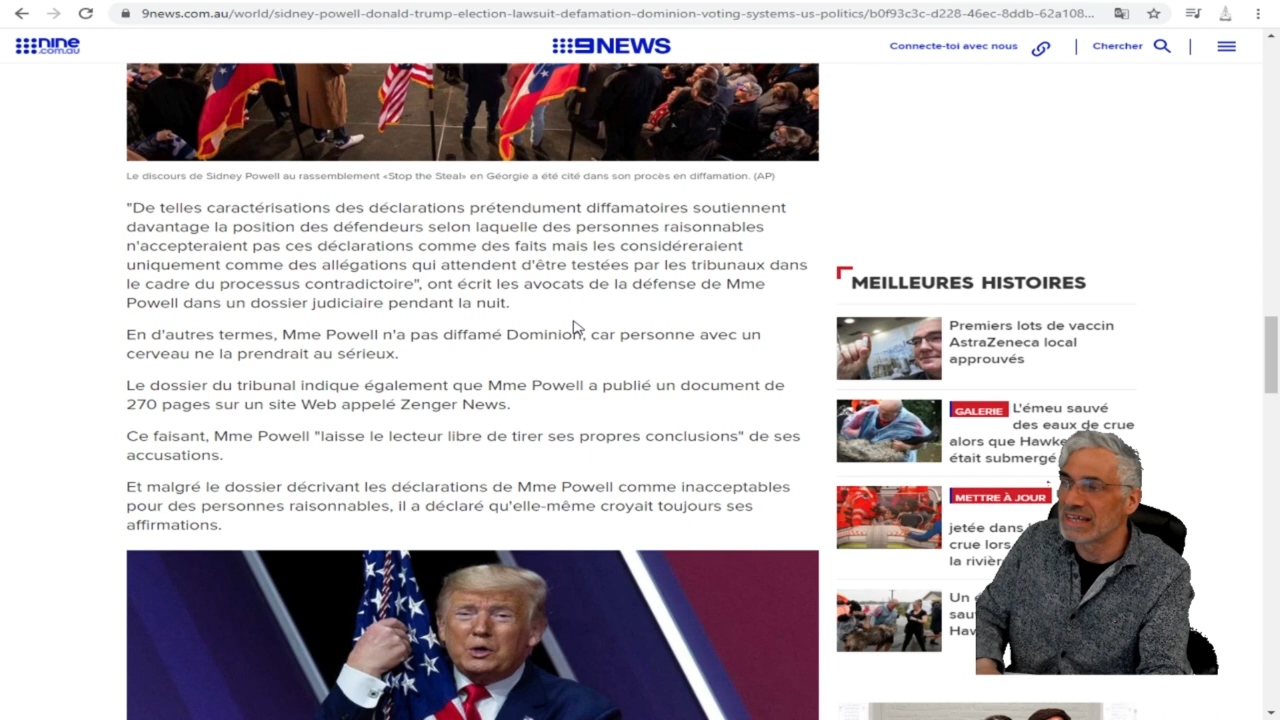 9news.com.au/world/sidney-powell-donald-trump-election-lawsuit-defamation-dominion-voting-systems-us-politics/b0f93c3c-d228-46ec-8ddb-62a108...
nine
.com.au
9NEWS
Connecte-toi avec nous
Chercher
Le discours de Sidney Powell au rassemblement «Stop the Steal» en Géorgie a été cité dans son procès en diffamation. (AP)
"De telles caractérisations des déclarations prétendument diffamatoires soutiennent
davantage la position des défendeurs selon laquelle des personnes raisonnables
n'accepteraient pas ces déclarations comme des faits mais les considéreraient
uniquement comme des allégations qui attendent d'être testées par les tribunaux dans
le cadre du processus contradictoire", ont écrit les avocats de la défense de Mme
Powell dans un dossier judiciaire pendant la nuit.
En d'autres termes, Mme Powell n'a pas diffamé Dominion, car personne avec un
cerveau ne la prendrait au sérieux.
Le dossier du tribunal indique également que Mme Powell a publié un document de
270 pages sur un site Web appelé Zenger News.
Ce faisant, Mme Powell "laisse le lecteur libre de tirer ses propres conclusions" de ses
accusations.
Et malgré le dossier décrivant les déclarations de Mme Powell comme inacceptables
pour des personnes raisonnables, il a déclaré qu'elle-même croyait toujours ses
affirmations.
MEILLEURES HISTOIRES
Premiers lots de vaccin
AstraZeneca local
approuvés
GALERIE L'émeu sauvé
des eaux de crue
alors que Hawke
était submergé
METTRE À JOUR
jetée dans
crue lors
la riviè
Un
sau
Haw